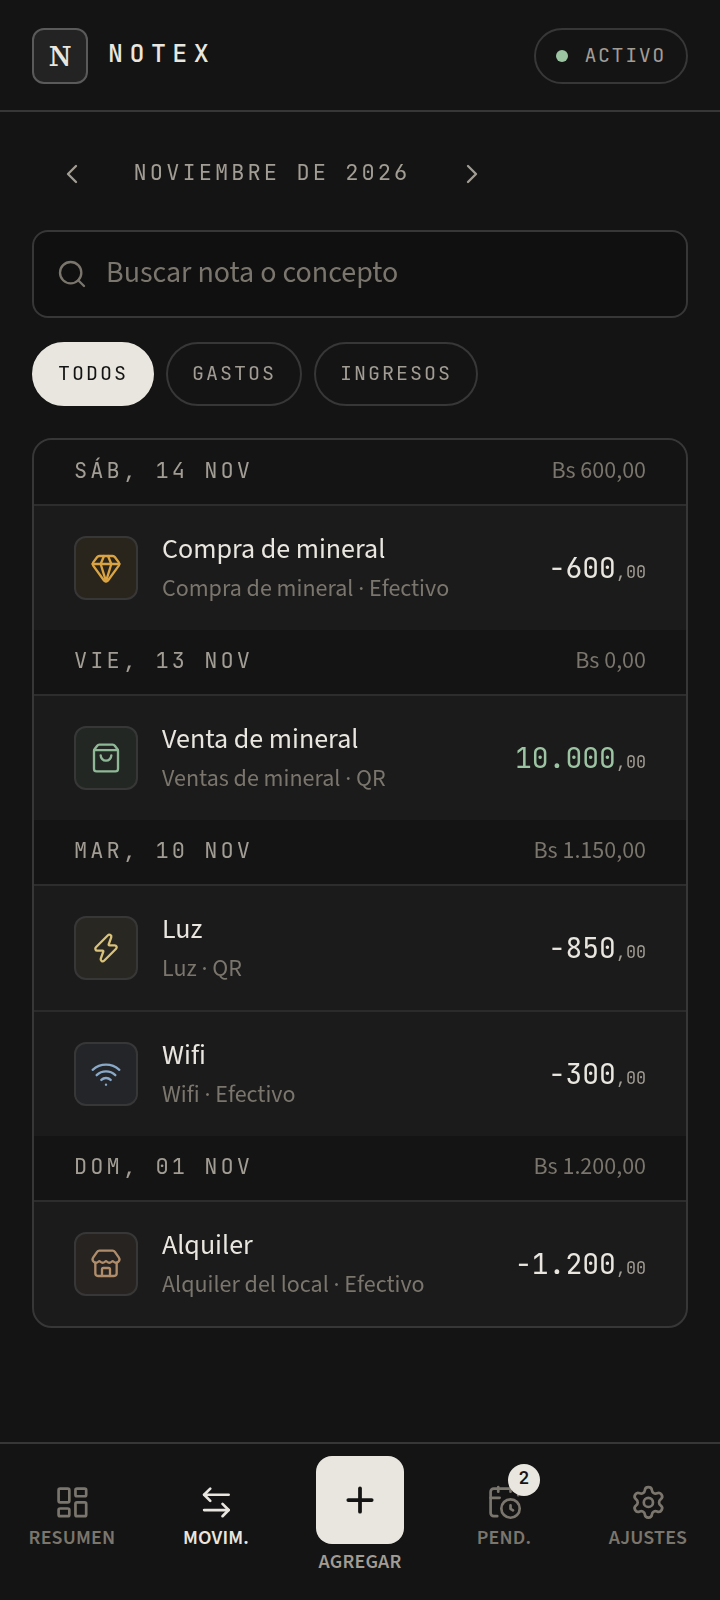 N NOTEX ACTIVO
NOVIEMBRE DE 2026
Buscar nota o concepto
TODOS GASTOS INGRESOS
SÁB, 14 NOV Bs 600,00
Compra de mineral
Compra de mineral · Efectivo -600,00
VIE, 13 NOV Bs 0,00
Venta de mineral
Ventas de mineral · QR 10.000,00
MAR, 10 NOV Bs 1.150,00
Luz
Luz · QR -850,00
Wifi
Wifi · Efectivo -300,00
DOM, 01 NOV Bs 1.200,00
Alquiler
Alquiler del local · Efectivo -1.200,00
2
RESUMEN MOVIM. AGREGAR PEND. AJUSTES